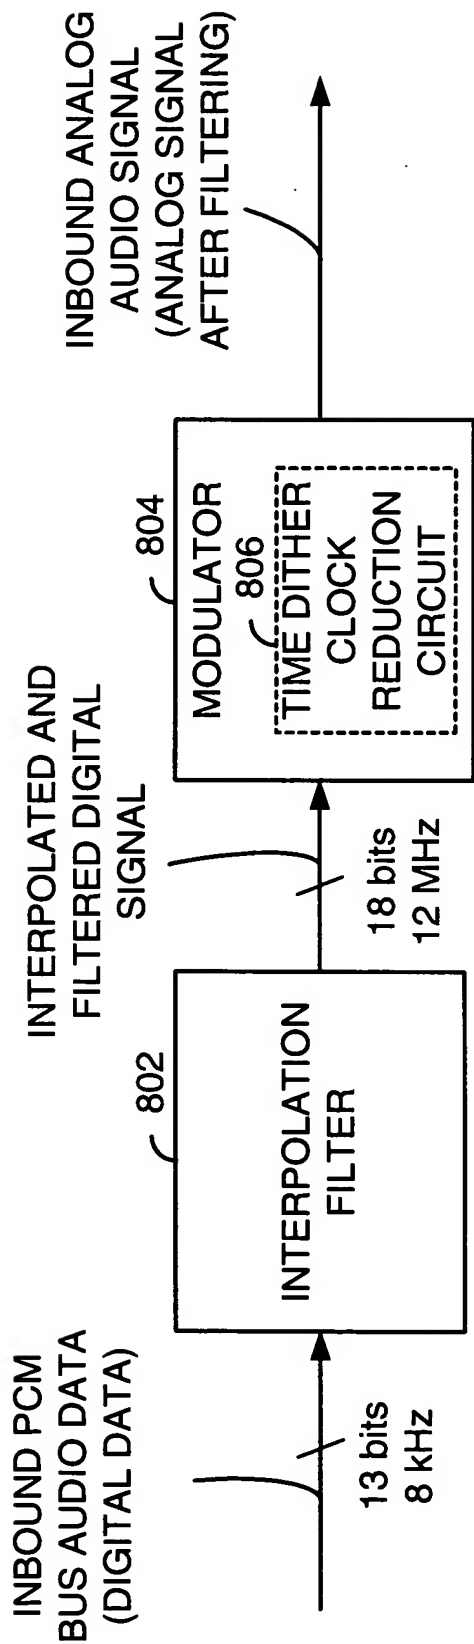 INBOUND PCM
BUS AUDIO DATA
(DIGITAL DATA)
13 bits
8 kHz
802
INTERPOLATION
FILTER
INTERPOLATED AND
FILTERED DIGITAL
SIGNAL
18 bits
12 MHz
804
MODULATOR
806
TIME DITHER
CLOCK
REDUCTION
CIRCUIT
INBOUND ANALOG
AUDIO SIGNAL
(ANALOG SIGNAL
AFTER FILTERING)